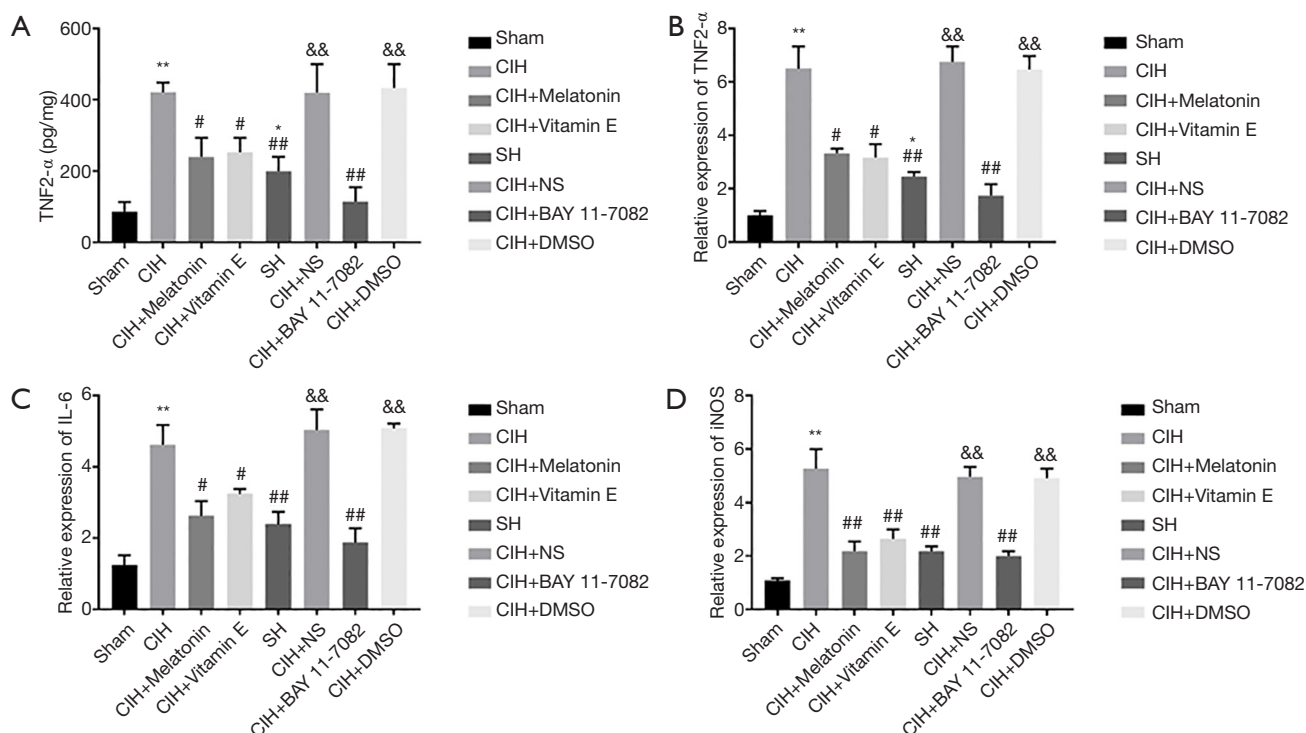 A
TNF2-α (pg/mg)
600
400
200
0
**
#
#
*
##
&&
##
&&
Sham
CIH
CIH+Melatonin
CIH+Vitamin E
SH
CIH+NS
CIH+BAY 11-7082
CIH+DMSO
Sham
CIH
CIH+Melatonin
CIH+Vitamin E
SH
CIH+NS
CIH+BAY 11-7082
CIH+DMSO
B
Relative expression of TNF2-α
8
6
4
2
0
**
#
#
*
##
&&
##
&&
Sham
CIH
CIH+Melatonin
CIH+Vitamin E
SH
CIH+NS
CIH+BAY 11-7082
CIH+DMSO
Sham
CIH
CIH+Melatonin
CIH+Vitamin E
SH
CIH+NS
CIH+BAY 11-7082
CIH+DMSO
C
Relative expression of IL-6
6
4
2
0
**
#
#
##
&&
##
&&
Sham
CIH
CIH+Melatonin
CIH+Vitamin E
SH
CIH+NS
CIH+BAY 11-7082
CIH+DMSO
Sham
CIH
CIH+Melatonin
CIH+Vitamin E
SH
CIH+NS
CIH+BAY 11-7082
CIH+DMSO
D
Relative expression of iNOS
8
6
4
2
0
**
##
##
##
&&
##
&&
Sham
CIH
CIH+Melatonin
CIH+Vitamin E
SH
CIH+NS
CIH+BAY 11-7082
CIH+DMSO
Sham
CIH
CIH+Melatonin
CIH+Vitamin E
SH
CIH+NS
CIH+BAY 11-7082
CIH+DMSO